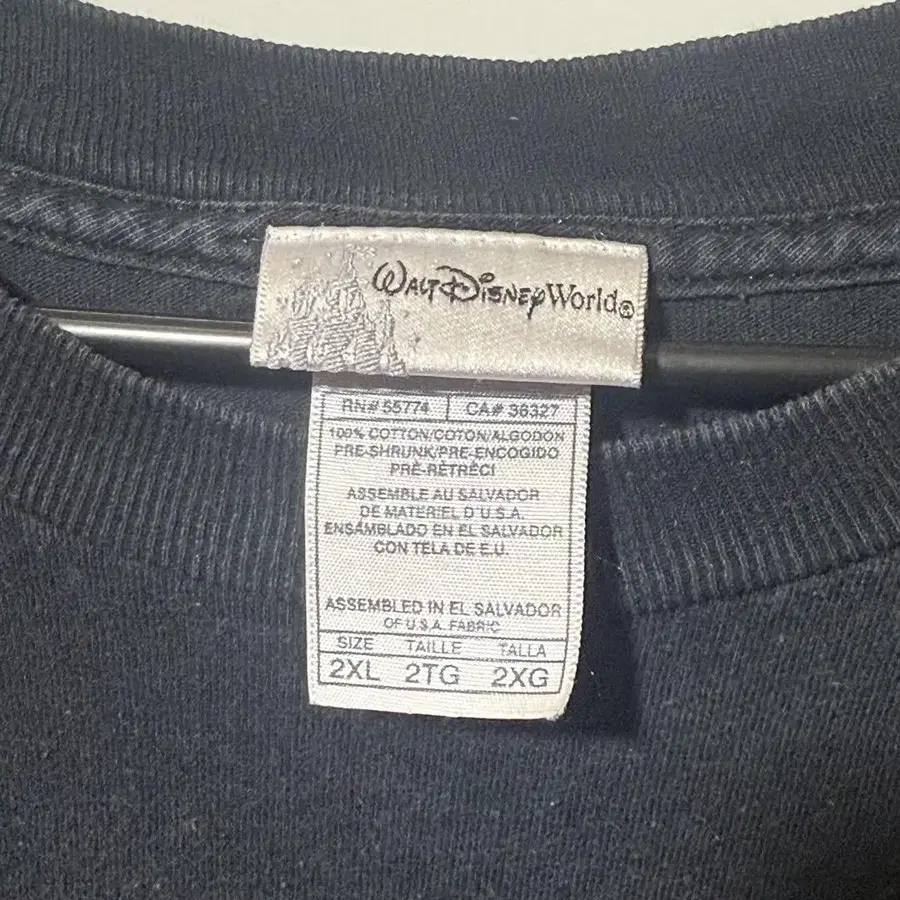 WALT DISNEY World®
RN# 55774 CA# 36327
100% COTTON/COTON/ALGODON
PRE-SHRUNK/PRE-ENCOGIDO
PRÉ-RÉTRÉCI
ASSEMBLE AU SALVADOR
DE MATERIEL D'U.S.A.
ENSAMBLADO EN EL SALVADOR
CON TELA DE E.U.
ASSEMBLED IN EL SALVADOR
OF U.S.A. FABRIC
SIZE TAILLE TALLA
2XL 2TG 2XG